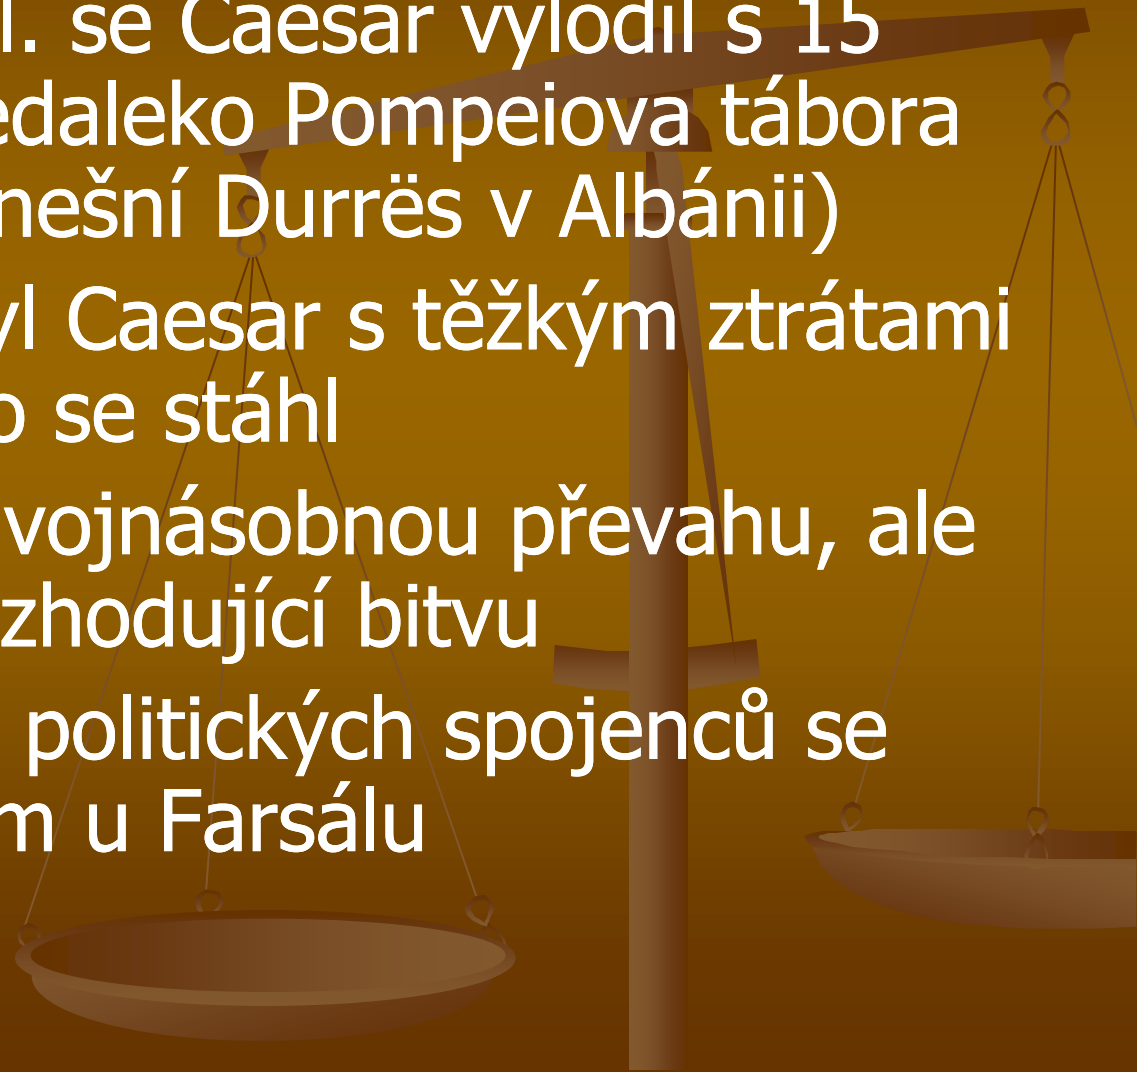 l. se Caesar vylodil s 15
edaleko Pompeiova tábora
nešní Durrës v Albánii)
yl Caesar s těžkým ztrátami
o se stáhl
vojnásobnou převahu, ale
zhodující bitvu
politických spojenců se
m u Farsálu